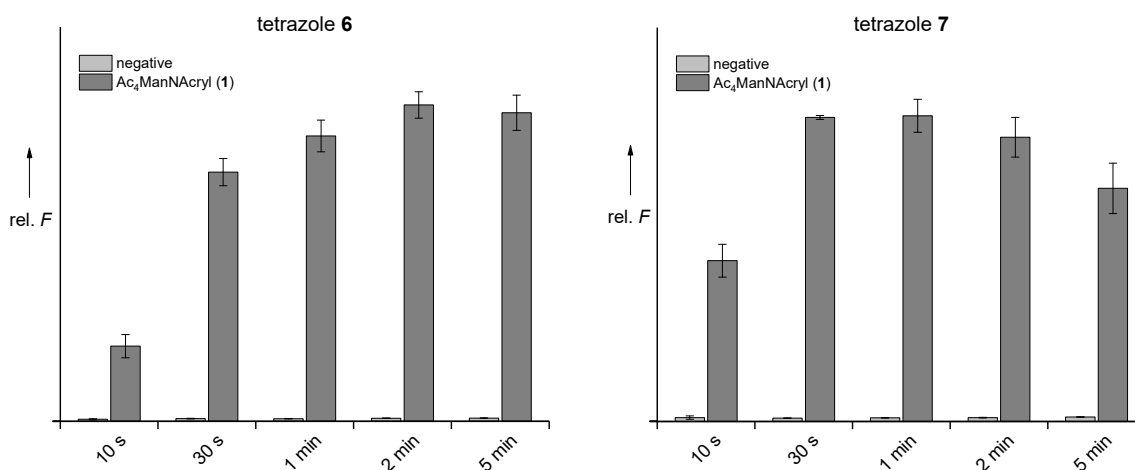 tetrazole 6
negative
Ac₄ManNAcryl (1)
rel. F
10 s
30 s
1 min
2 min
5 min
tetrazole 7
negative
Ac₄ManNAcryl (1)
rel. F
10 s
30 s
1 min
2 min
5 min